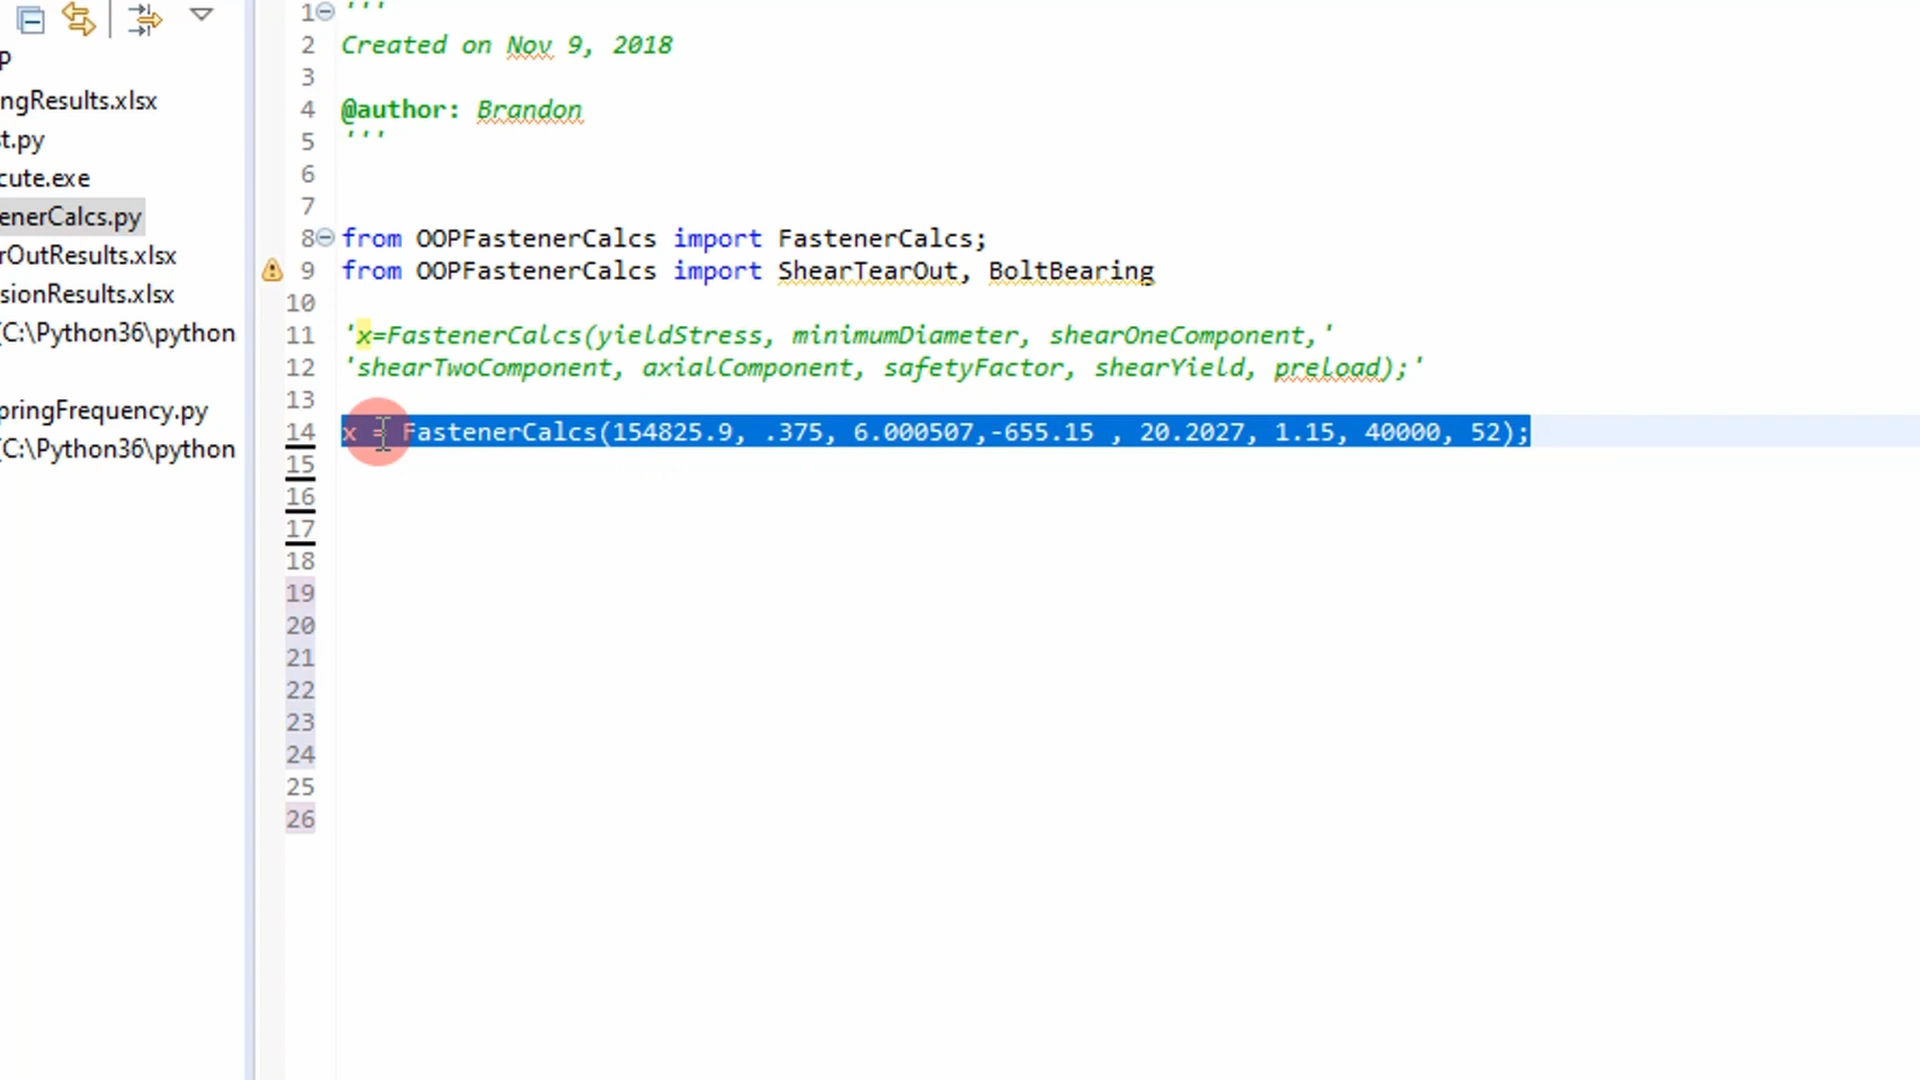 p
ngResults.xlsx
t.py
cute.exe
enerCalcs.py
rOutResults.xlsx
sionResults.xlsx
(C:\Python36\python
pringFrequency.py
(C:\Python36\python
1 '''
2 Created on Nov 9, 2018
3
4 @author: Brandon
5 '''
6
7
8 from OOPFastenerCalcs import FastenerCalcs;
9 from OOPFastenerCalcs import ShearTearOut, BoltBearing
10
11 'x=FastenerCalcs(yieldStress, minimumDiameter, shearOneComponent,'
12 'shearTwoComponent, axialComponent, safetyFactor, shearYield, preload);'
13
14 x = FastenerCalcs(154825.9, .375, 6.000507,-655.15 , 20.2027, 1.15, 40000, 52);
15
16
17
18
19
20
21
22
23
24
25
26